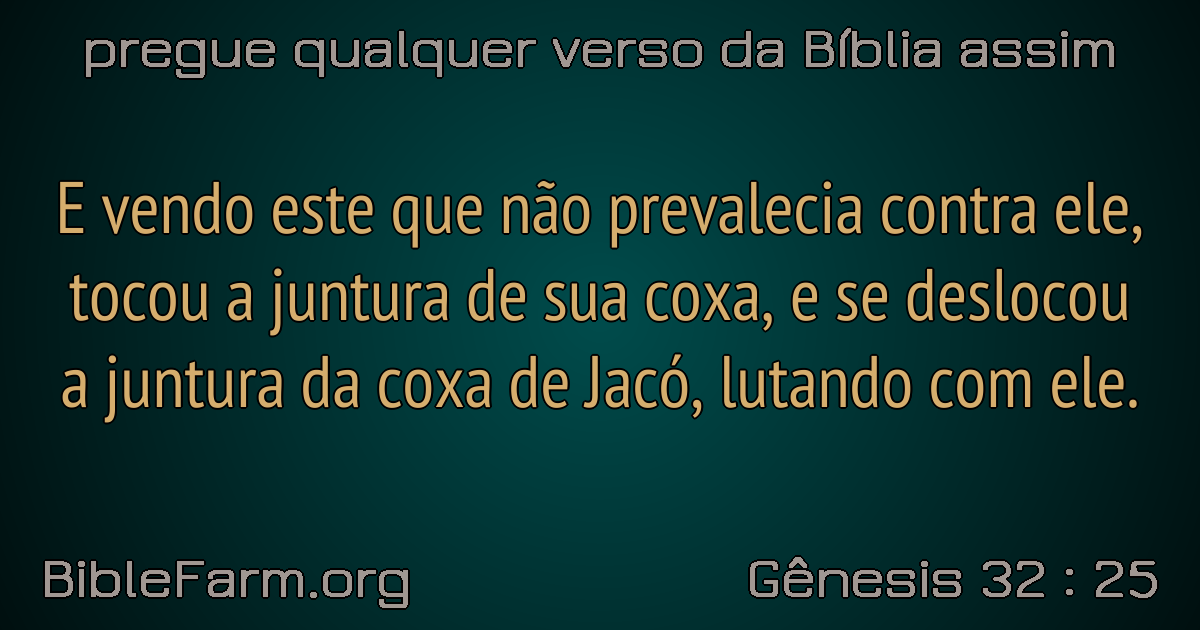 pregue qualquer verso da Bíblia assim
E vendo este que não prevalecia contra ele,
tocou a juntura de sua coxa, e se deslocou
a juntura da coxa de Jacó, lutando com ele.
BibleFarm.org
Gênesis 32 : 25